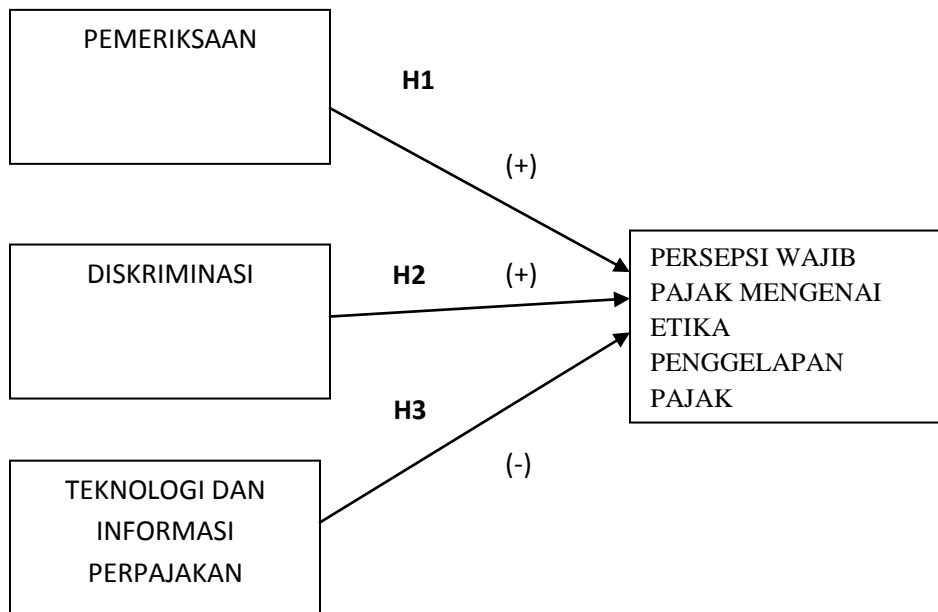 PEMERIKSAAN
H1
(+)
DISKRIMINASI
H2
(+)
PERSEPSI WAJIB
PAJAK MENGENAI
ETIKA
PENGGELAPAN
PAJAK
H3
(-)
TEKNOLOGI DAN
INFORMASI
PERPAJAKAN